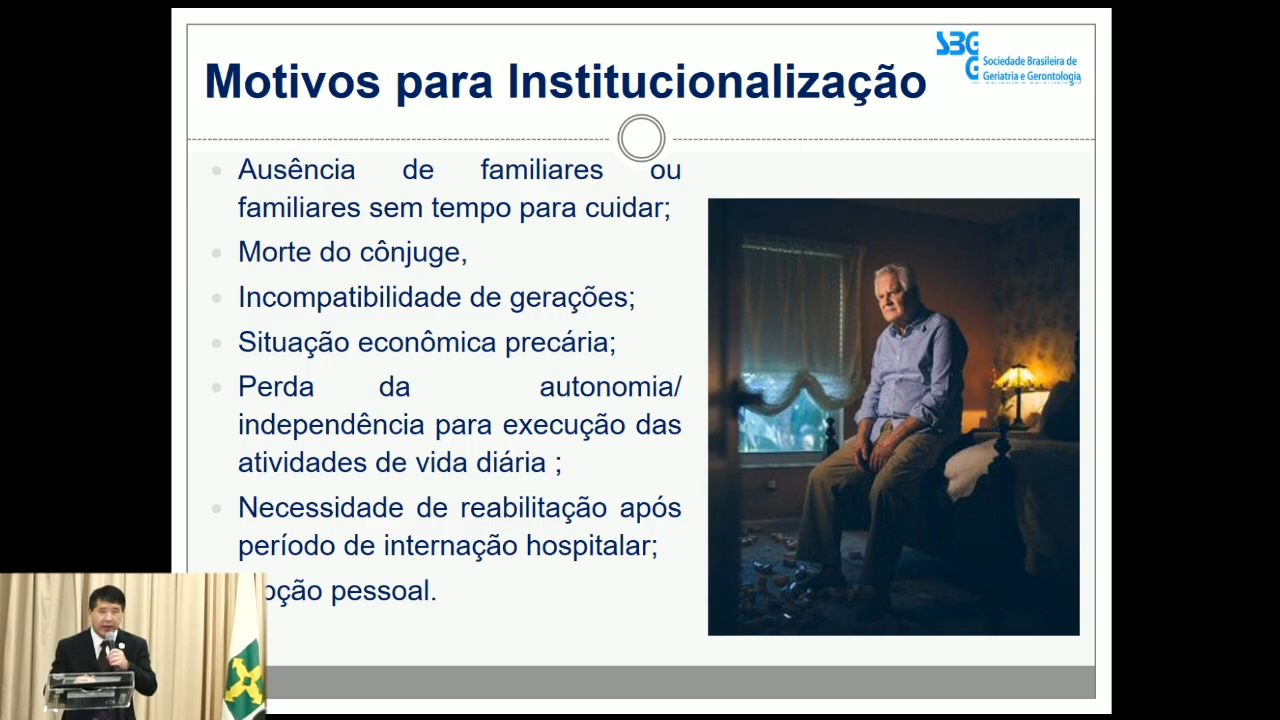 Motivos para Institucionalização
SBG
G
Sociedade Brasileira de
Geriatria e Gerontologia
Ausência de familiares ou
familiares sem tempo para cuidar;
Morte do cônjuge,
Incompatibilidade de gerações;
Situação econômica precária;
Perda da autonomia/
independência para execução das
atividades de vida diária ;
Necessidade de reabilitação após
período de internação hospitalar;
pessoal.